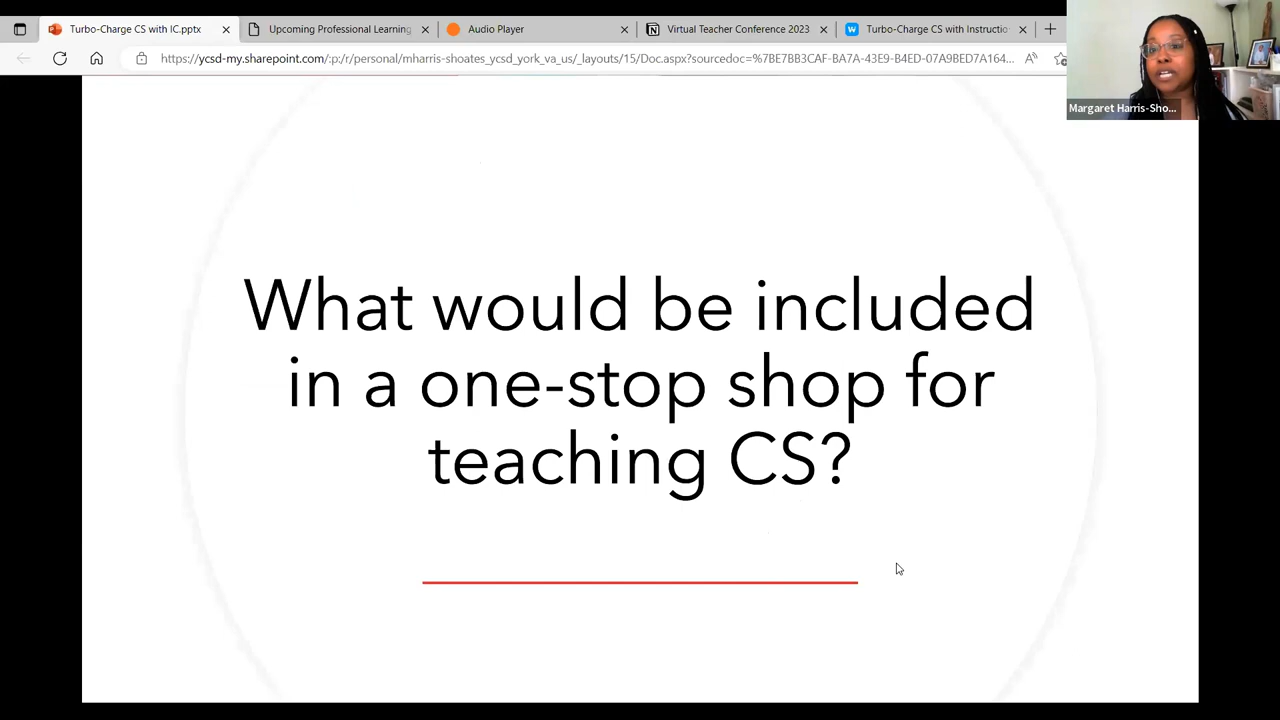 Turbo-Charge CS with IC.pptx
Upcoming Professional Learning
Audio Player
Virtual Teacher Conference 2023
Turbo-Charge CS with Instructio
https://ycsd-my.sharepoint.com/:p:/r/personal/mharris-shoates_ycsd_york_va_us/_layouts/15/Doc.aspx?sourcedoc=%7BE7BB3CAF-BA7A-43E9-B4ED-07A9BED7A164...
Margaret Harris-Sho...
What would be included
in a one-stop shop for
teaching CS?